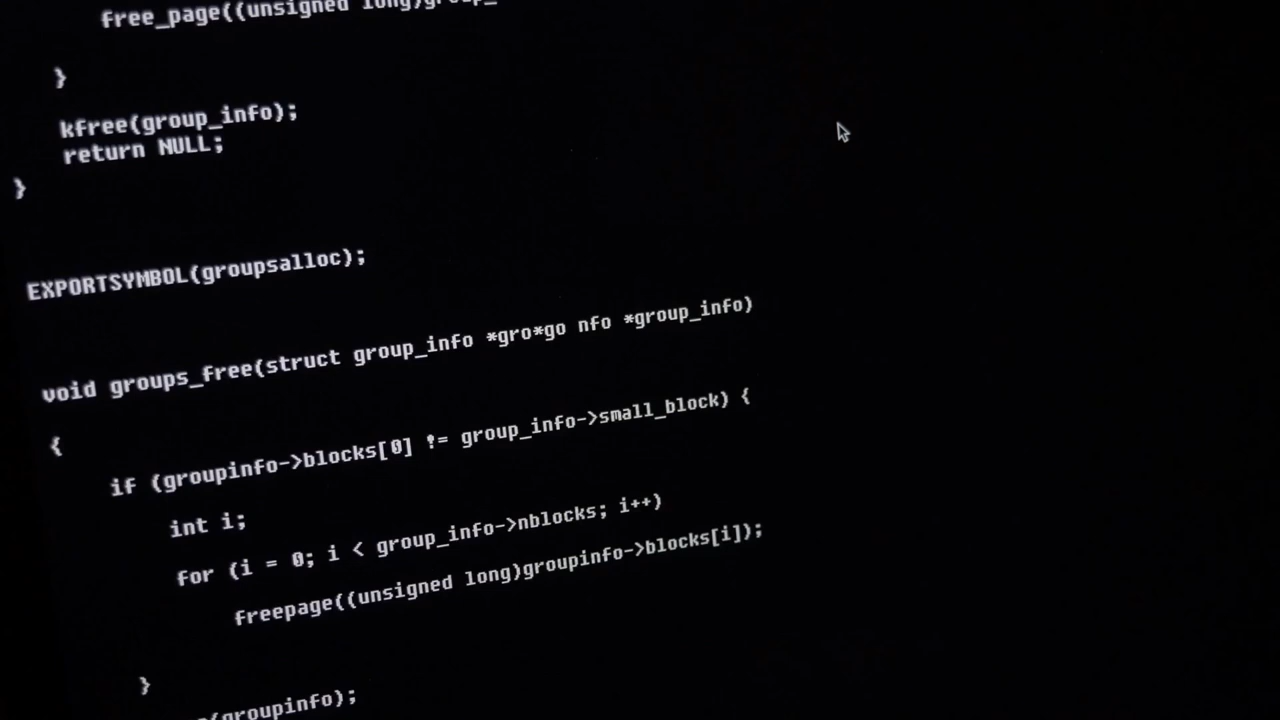 free_page((unsigned long)group_
}
kfree(group_info);
return NULL;
}
EXPORTSYMBOL(groupsalloc);
void groups_free(struct group_info *gro*go nfo *group_info)
{
if (groupinfo->blocks[0] != group_info->small_block) {
int i;
for (i = 0; i < group_info->nblocks; i++)
freepage((unsigned long)groupinfo->blocks[i]);
}
(groupinfo);